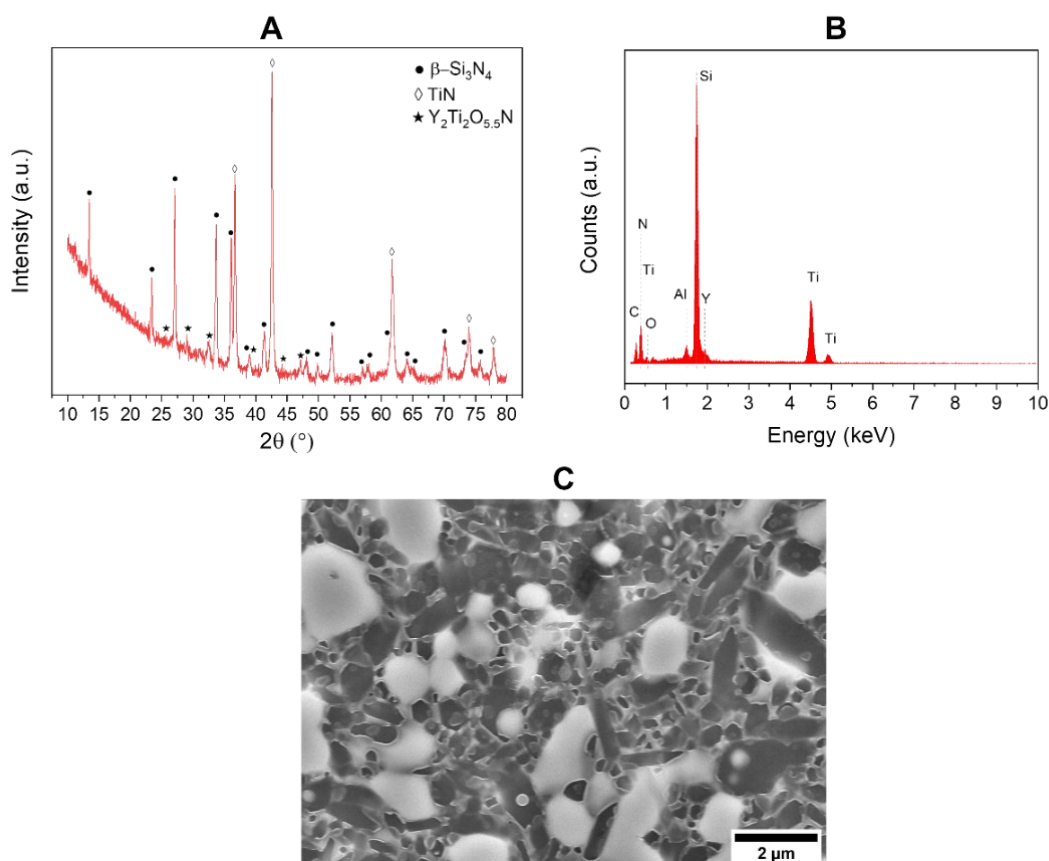 A
β–Si₃N₄
TiN
Y₂Ti₂O₅.₅N
Intensity (a.u.)
10 15 20 25 30 35 40 45 50 55 60 65 70 75 80
2θ (°)
B
Si
N
Ti
Al
Y
C
O
Ti
Ti
Counts (a.u.)
0 1 2 3 4 5 6 7 8 9 10
Energy (keV)
C
2 μm